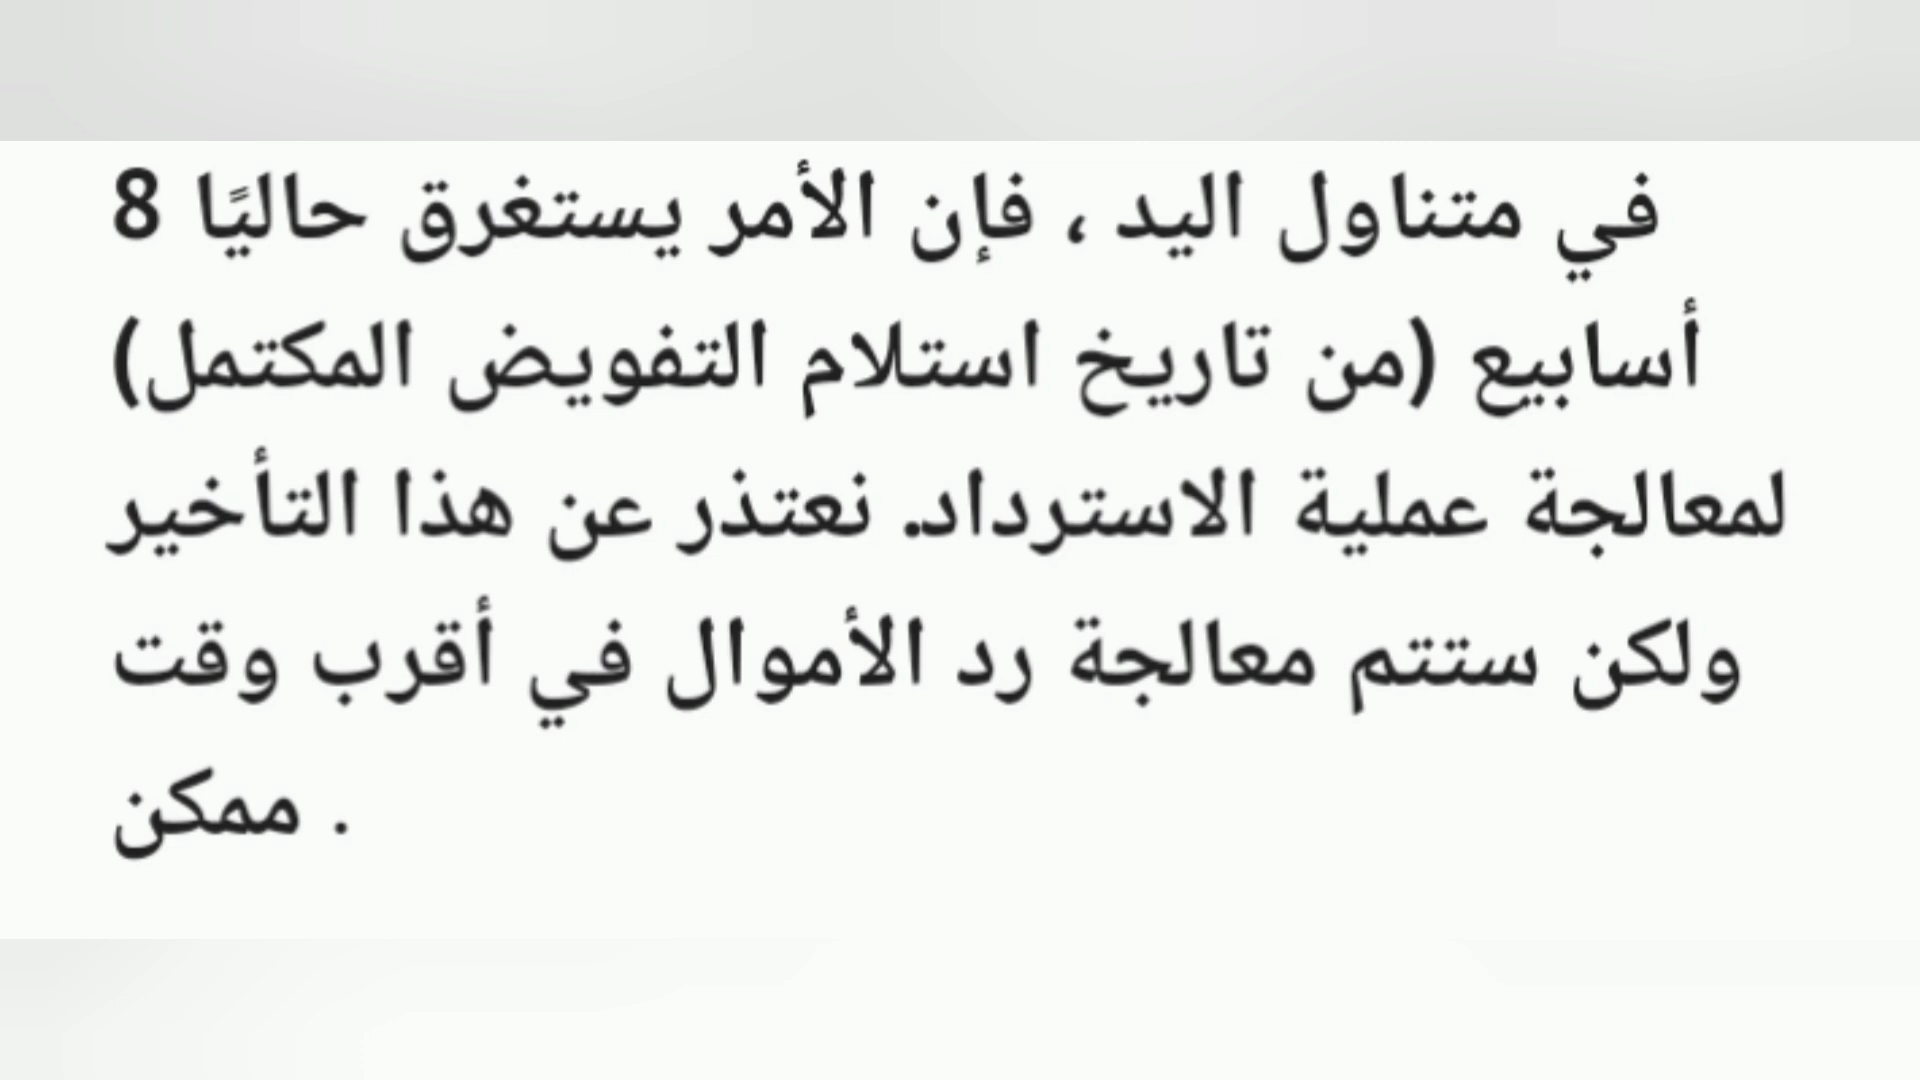 في متناول اليد ، فإن الأمر يستغرق حاليًا 8
أسابيع (من تاريخ استلام التفويض المكتمل)
لمعالجة عملية الاسترداد. نعتذر عن هذا التأخير
ولكن ستتم معالجة رد الأموال في أقرب وقت
ممكن .